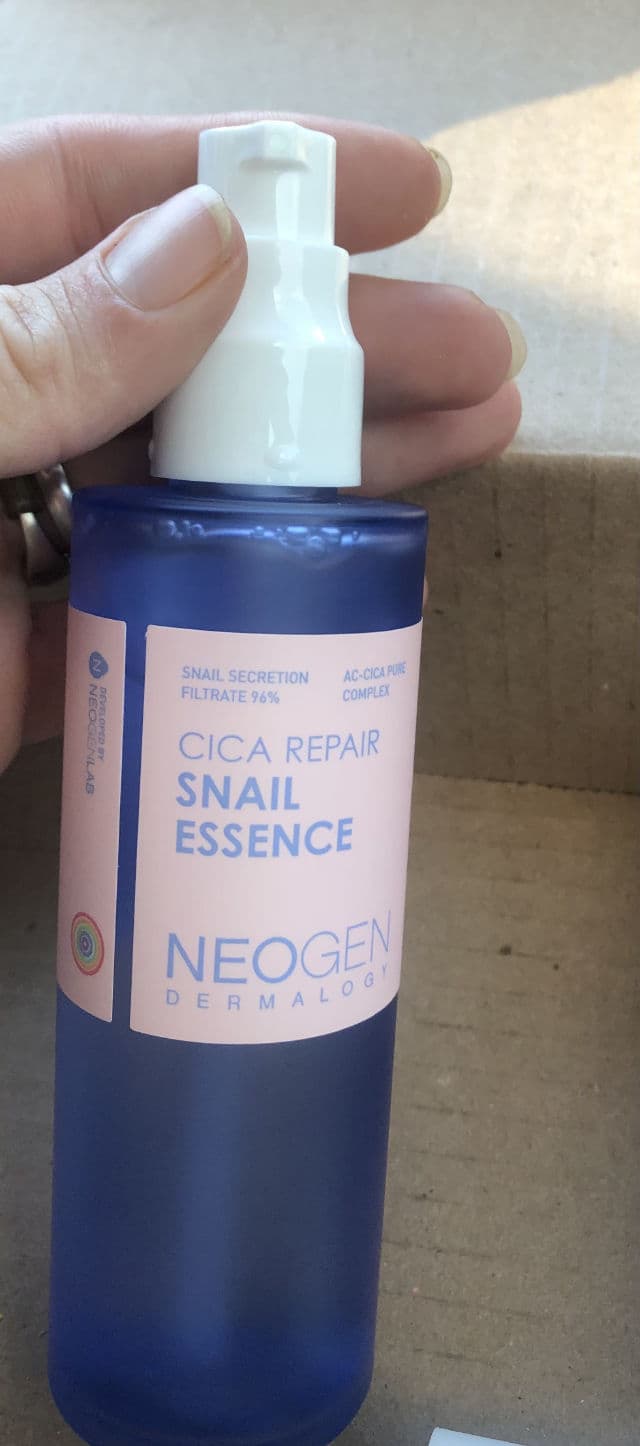 SNAIL SECRETION
FILTRATE 96%
AC-CICA PURE
COMPLEX
CICA REPAIR
SNAIL
ESSENCE
NEOGEN
DERMALOGY
N
DEVELOPED BY
NEOGENLAB